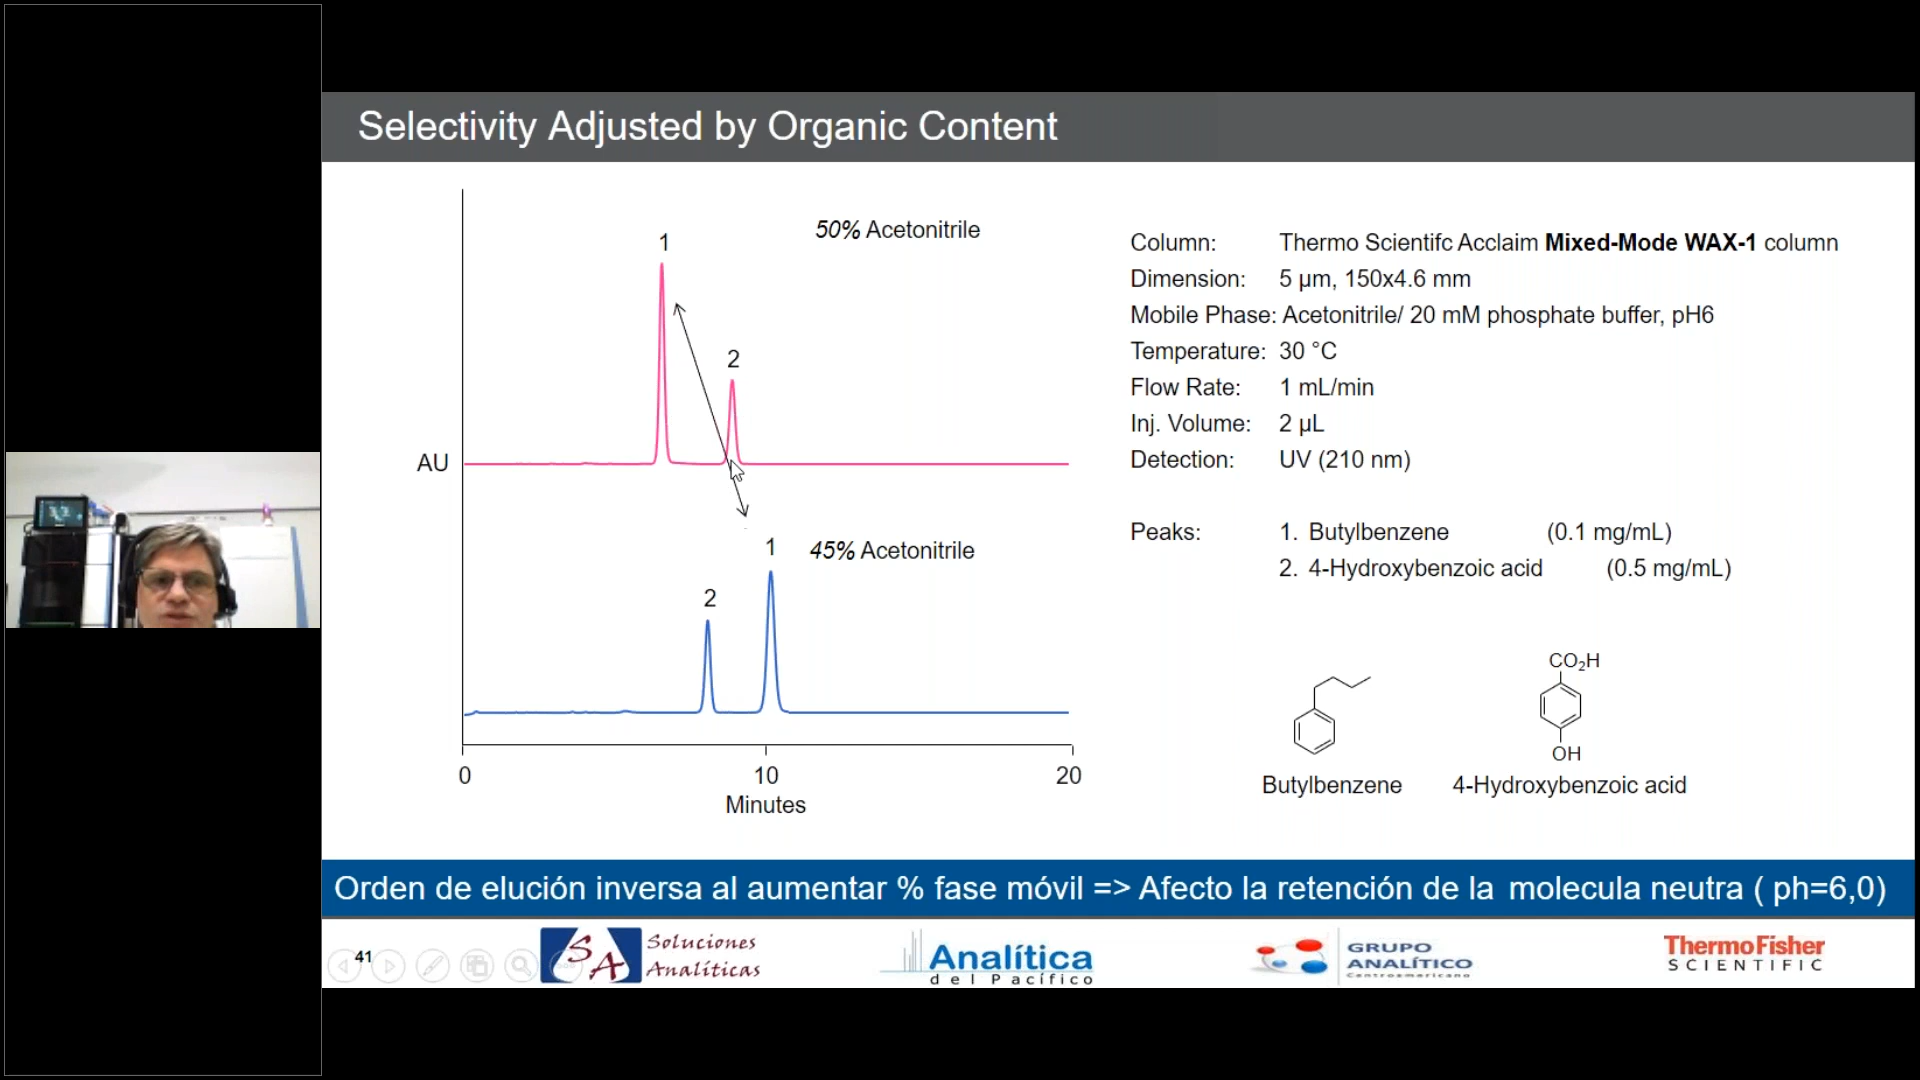 Selectivity Adjusted by Organic Content
50% Acetonitrile
1
2
AU
45% Acetonitrile
1
2
0
10
20
Minutes
Column: Thermo Scientifc Acclaim Mixed-Mode WAX-1 column
Dimension: 5 µm, 150x4.6 mm
Mobile Phase: Acetonitrile/ 20 mM phosphate buffer, pH6
Temperature: 30 °C
Flow Rate: 1 mL/min
Inj. Volume: 2 µL
Detection: UV (210 nm)
Peaks: 1. Butylbenzene (0.1 mg/mL)
2. 4-Hydroxybenzoic acid (0.5 mg/mL)
CO₂H
OH
Butylbenzene
4-Hydroxybenzoic acid
Orden de elución inversa al aumentar % fase móvil => Afecto la retención de la molecula neutra ( ph=6,0)
41
SA
Soluciones
Analíticas
Analítica
del Pacífico
GRUPO
ANALÍTICO
Centroamericano
ThermoFisher
SCIENTIFIC